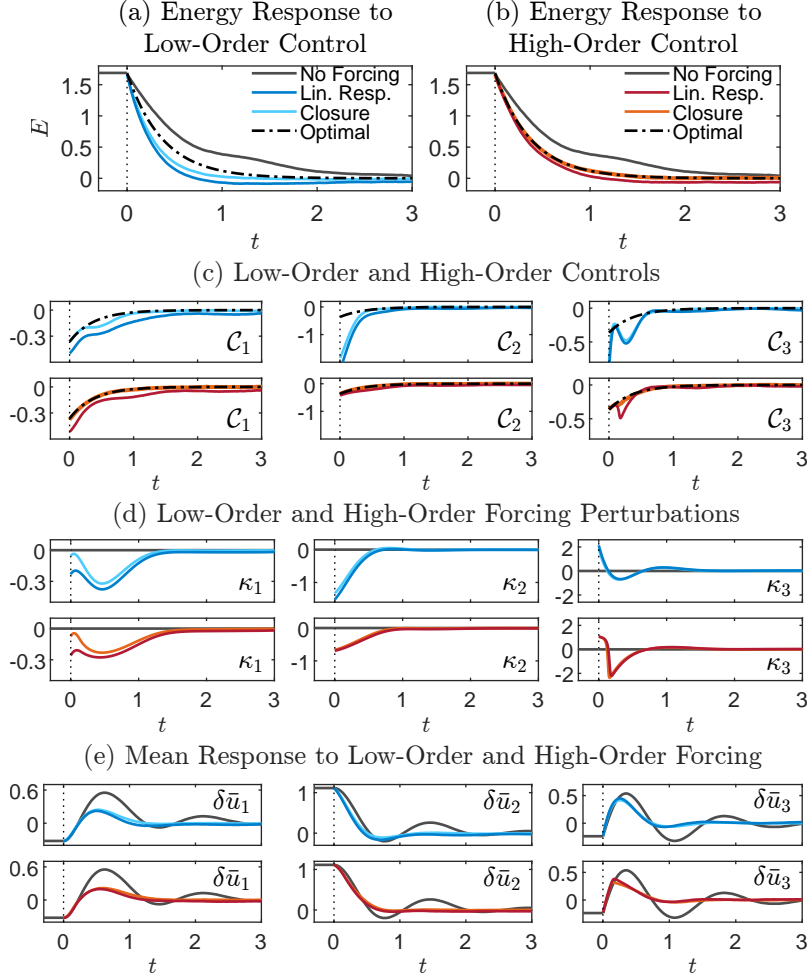 (a) Energy Response to
Low-Order Control
(b) Energy Response to
High-Order Control
E
1.5
1
0.5
0
No Forcing
Lin. Resp.
Closure
Optimal
0 1 2 3
t
1.5
1
0.5
0
No Forcing
Lin. Resp.
Closure
Optimal
0 1 2 3
t
(c) Low-Order and High-Order Controls
0
-0.3
𝒞₁
0
-1
𝒞₂
0
-0.5
𝒞₃
0
-0.3
𝒞₁
0 1 2 3
t
0
-1
𝒞₂
0 1 2 3
t
0
-0.5
𝒞₃
0 1 2 3
t
(d) Low-Order and High-Order Forcing Perturbations
0
-0.3
κ₁
0
-1
κ₂
2
0
-2
κ₃
0
-0.3
κ₁
0 1 2 3
t
0
-1
κ₂
0 1 2 3
t
2
0
-2
κ₃
0 1 2 3
t
(e) Mean Response to Low-Order and High-Order Forcing
0.6
0
δū₁
1
0
δū₂
0.5
0
δū₃
0.6
0
δū₁
0 1 2 3
t
1
0
δū₂
0 1 2 3
t
0.5
0
δū₃
0 1 2 3
t